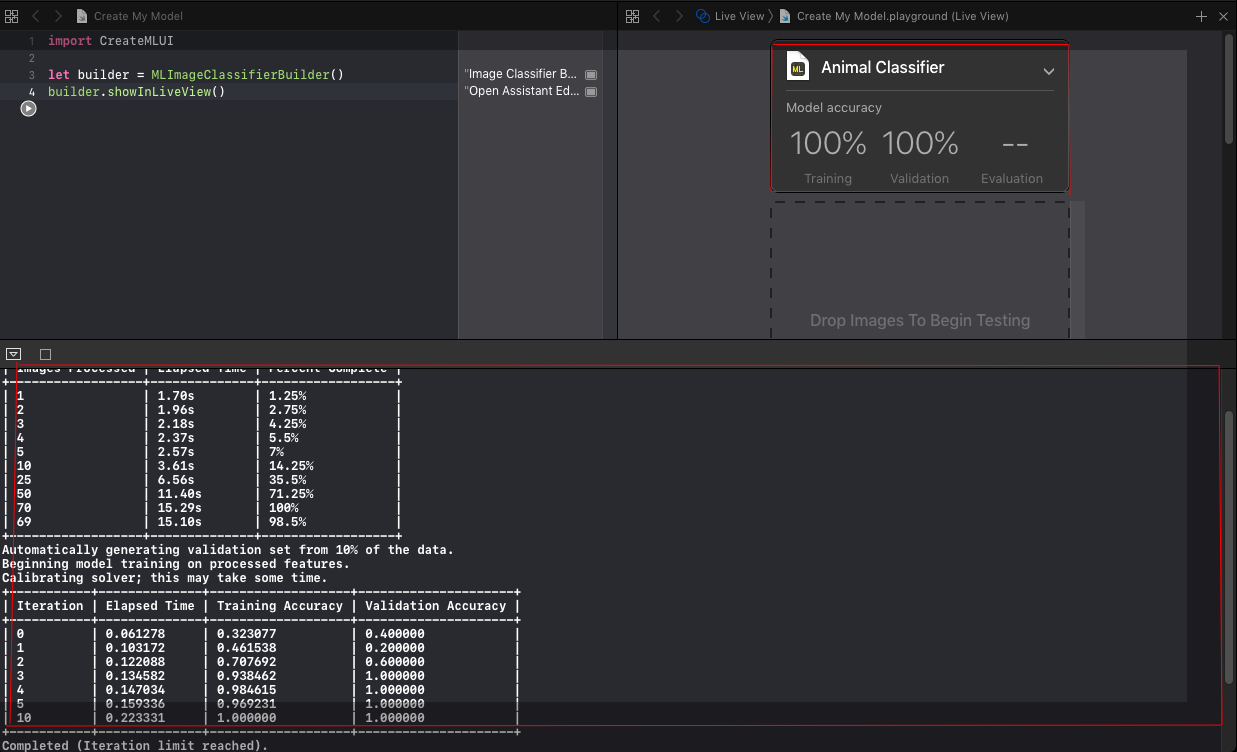 Create My Model
1 import CreateMLUI
2
3 let builder = MLImageClassifierBuilder()
4 builder.showInLiveView()
"Image Classifier B...
"Open Assistant Ed...
Live View
Create My Model.playground (Live View)
ML
Animal Classifier
Model accuracy
100% 100% --
Training Validation Evaluation
Drop Images To Begin Testing
| Images Processed | Elapsed Time | Percent Complete |
+------------------+--------------+------------------+
| 1 | 1.70s | 1.25% |
| 2 | 1.96s | 2.75% |
| 3 | 2.18s | 4.25% |
| 4 | 2.37s | 5.5% |
| 5 | 2.57s | 7% |
| 10 | 3.61s | 14.25% |
| 25 | 6.56s | 35.5% |
| 50 | 11.40s | 71.25% |
| 70 | 15.29s | 100% |
| 69 | 15.10s | 98.5% |
+------------------+--------------+------------------+
Automatically generating validation set from 10% of the data.
Beginning model training on processed features.
Calibrating solver; this may take some time.
+-----------+--------------+-------------------+---------------------+
| Iteration | Elapsed Time | Training Accuracy | Validation Accuracy |
+-----------+--------------+-------------------+---------------------+
| 0 | 0.061278 | 0.323077 | 0.400000 |
| 1 | 0.103172 | 0.461538 | 0.200000 |
| 2 | 0.122088 | 0.707692 | 0.600000 |
| 3 | 0.134582 | 0.938462 | 1.000000 |
| 4 | 0.147034 | 0.984615 | 1.000000 |
| 5 | 0.159336 | 0.969231 | 1.000000 |
| 10 | 0.223331 | 1.000000 | 1.000000 |
+-----------+--------------+-------------------+---------------------+
Completed (Iteration limit reached).